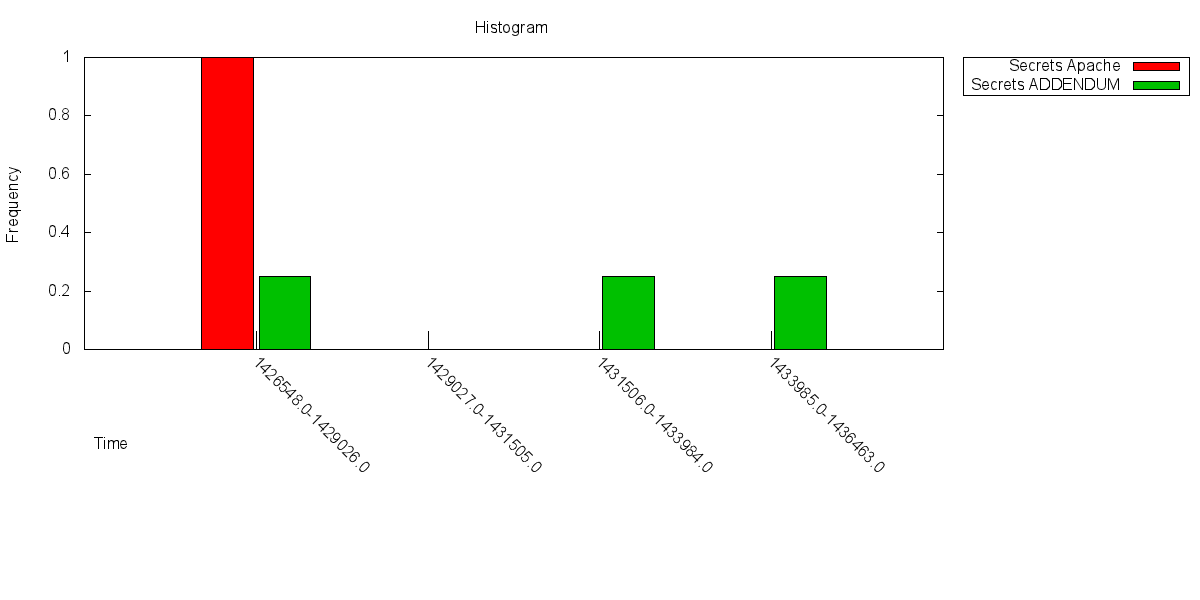 Histogram
Secrets Apache
Secrets ADDENDUM
Frequency
1
0.8
0.6
0.4
0.2
0
1426548.0-1429026.0
1429027.0-1431505.0
1431506.0-1433984.0
1433985.0-1436463.0
Time